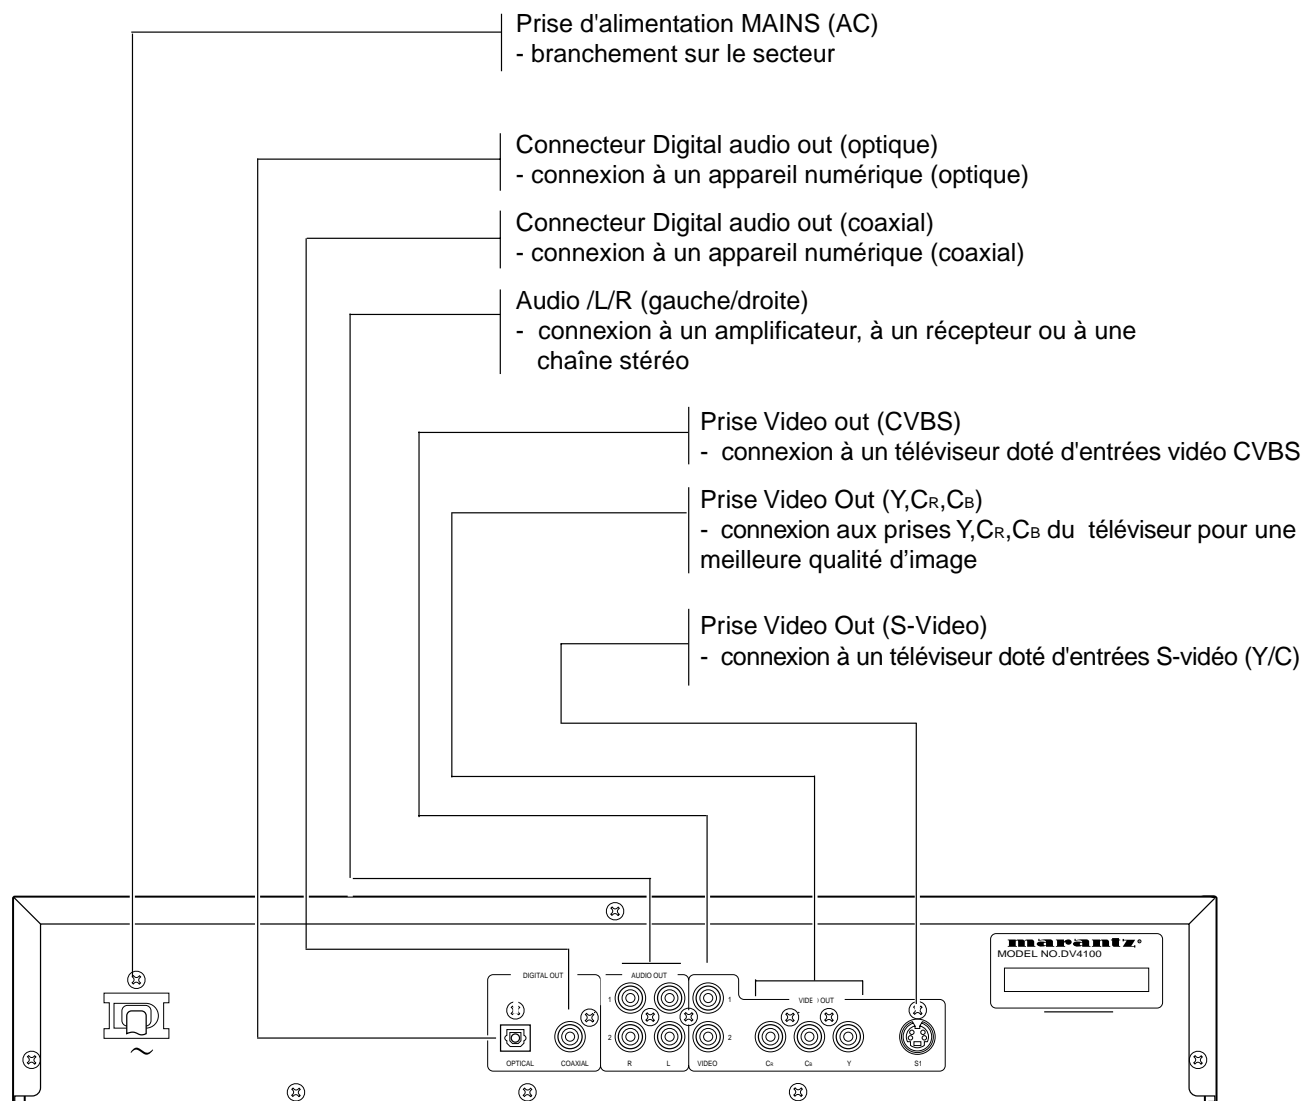 Prise d'alimentation MAINS (AC)
- branchement sur le secteur
Connecteur Digital audio out (optique)
- connexion à un appareil numérique (optique)
Connecteur Digital audio out (coaxial)
- connexion à un appareil numérique (coaxial)
Audio /L/R (gauche/droite)
- connexion à un amplificateur, à un récepteur ou à une
chaîne stéréo
Prise Video out (CVBS)
- connexion à un téléviseur doté d'entrées vidéo CVBS
Prise Video Out (Y,CR,CB)
- connexion aux prises Y,CR,CB du téléviseur pour une
meilleure qualité d’image
Prise Video Out (S-Video)
- connexion à un téléviseur doté d'entrées S-vidéo (Y/C)
marantz
MODEL NO.DV4100
DIGITAL OUT
AUDIO OUT
1
1
VIDEO OUT
2
2
~
OPTICAL
COAXIAL
R
L
VIDEO
CR
CB
Y
S1